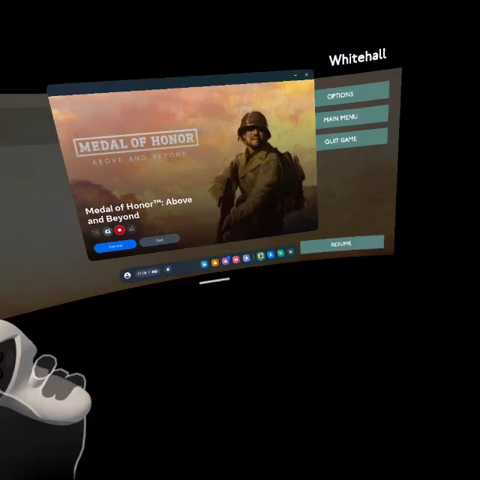 Whitehall
OPTIONS
MAIN MENU
QUIT GAME
MEDAL OF HONOR
ABOVE AND BEYOND
Medal of Honor™: Above
and Beyond
Quit
RESUME